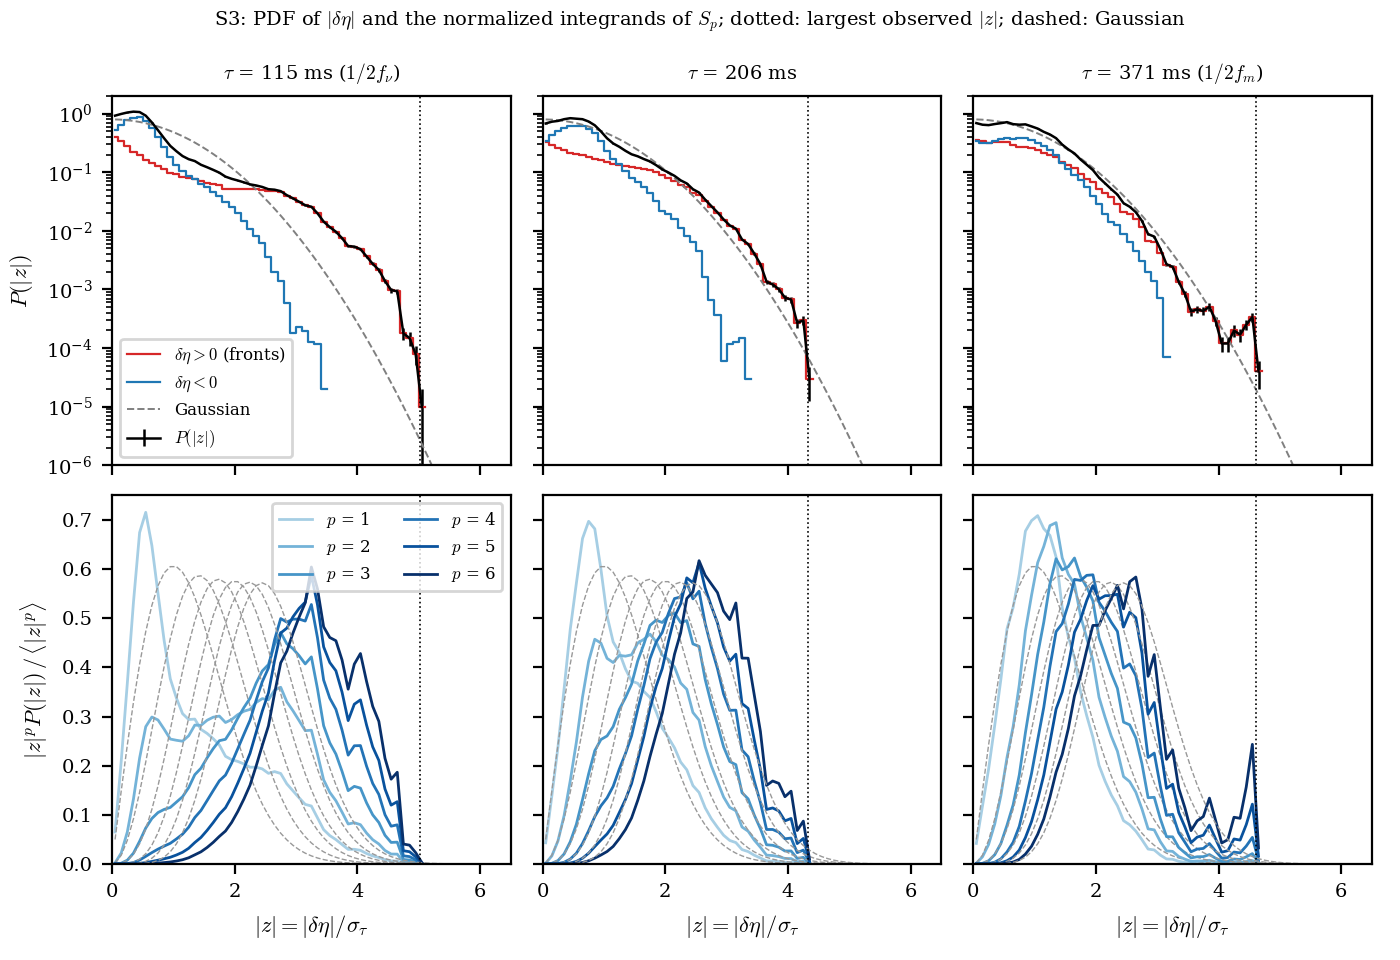 S3: PDF of |δη| and the normalized integrands of S_p; dotted: largest observed |z|; dashed: Gaussian
τ = 115 ms (1/2f_ν)
τ = 206 ms
τ = 371 ms (1/2f_m)
P(|z|)
10^0
10^−1
10^−2
10^−3
10^−4
10^−5
10^−6
δη > 0 (fronts)
δη < 0
Gaussian
P(|z|)
|z|^p P(|z|) / ⟨|z|^p⟩
0.7
0.6
0.5
0.4
0.3
0.2
0.1
0.0
p = 1
p = 2
p = 3
p = 4
p = 5
p = 6
0 2 4 6
0 2 4 6
0 2 4 6
|z| = |δη|/σ_τ
|z| = |δη|/σ_τ
|z| = |δη|/σ_τ